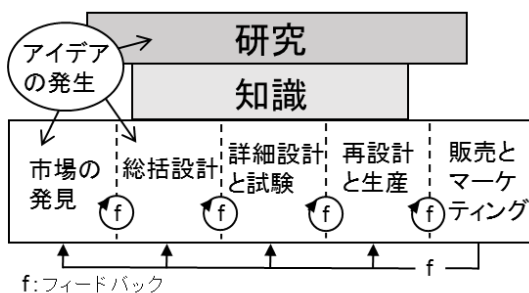 研究
アイデア
の発生
知識
市場の
発見
総括設計
詳細設計
と試験
再設計
と生産
販売と
マーケ
ティング
f
f
f
f
f
f:フィードバック